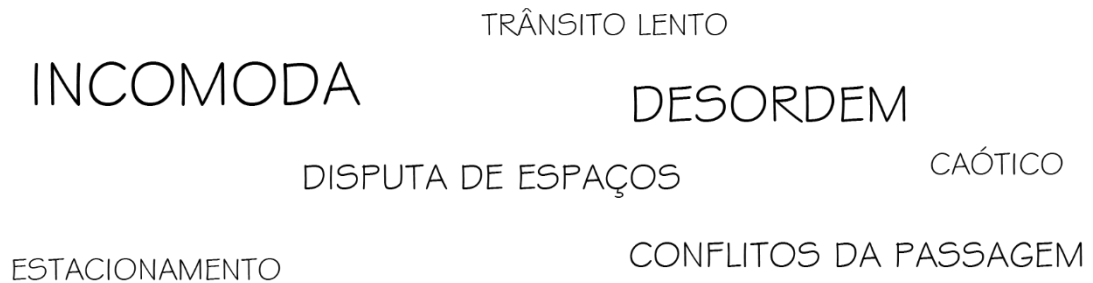 TRÂNSITO LENTO
INCOMODA
DESORDEM
DISPUTA DE ESPAÇOS
CAÓTICO
ESTACIONAMENTO
CONFLITOS DA PASSAGEM